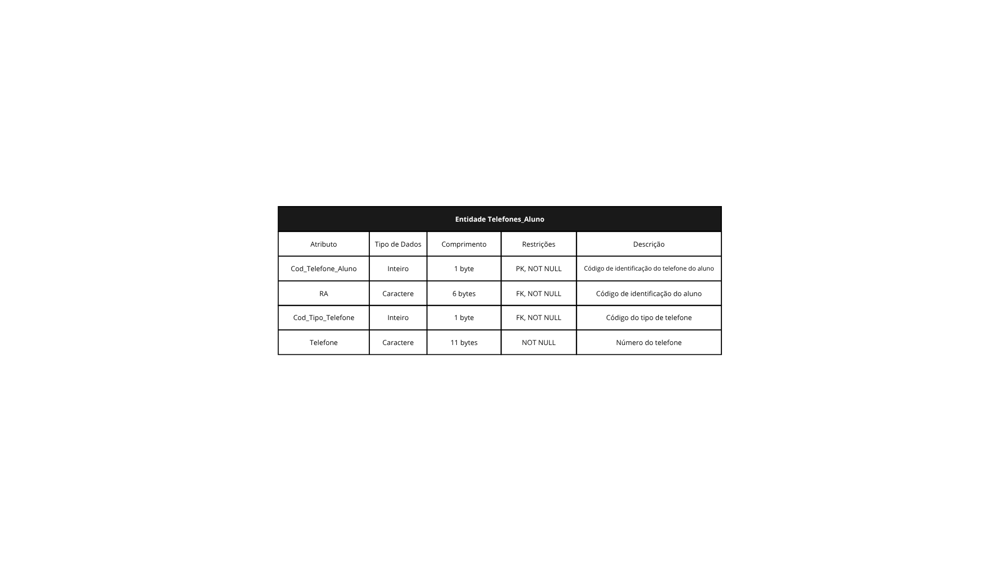 Entidade Telefones_Aluno
Atributo Tipo de Dados Comprimento Restrições Descrição
Cod_Telefone_Aluno Inteiro 1 byte PK, NOT NULL Código de identificação do telefone do aluno
RA Caractere 6 bytes FK, NOT NULL Código de identificação do aluno
Cod_Tipo_Telefone Inteiro 1 byte FK, NOT NULL Código do tipo de telefone
Telefone Caractere 11 bytes NOT NULL Número do telefone